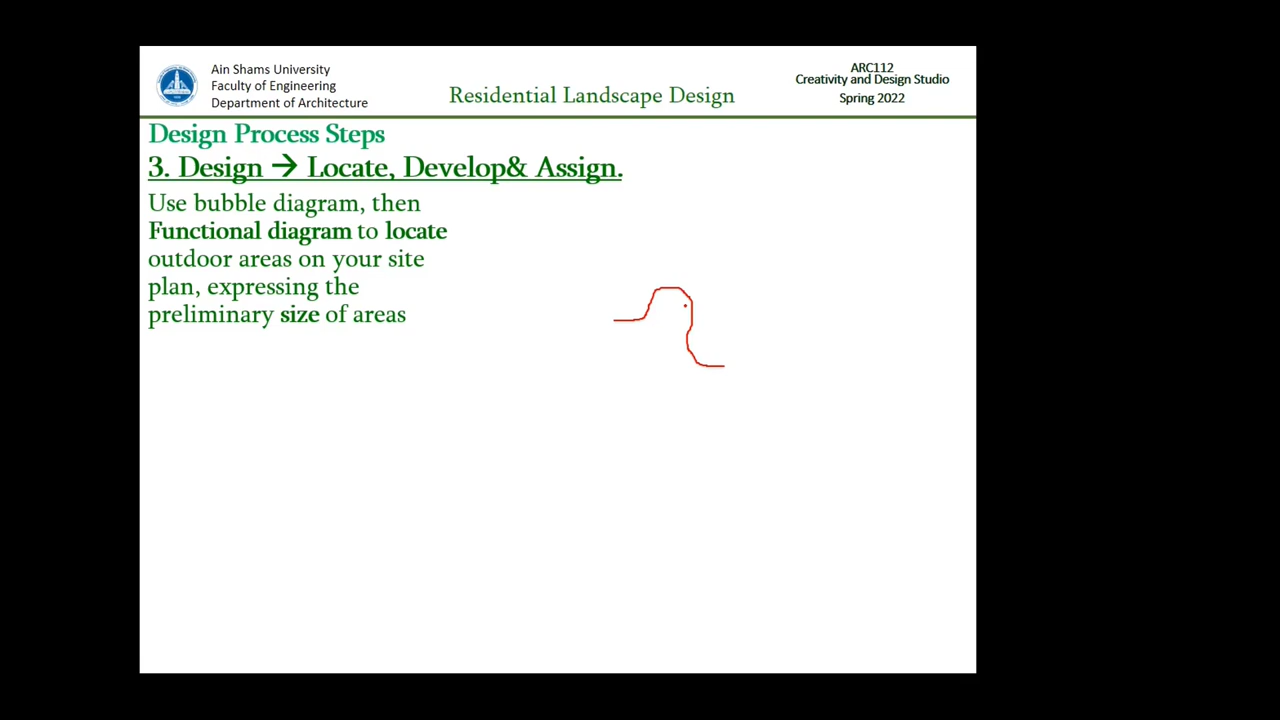 Ain Shams University
Faculty of Engineering
Department of Architecture
Residential Landscape Design
ARC112
Creativity and Design Studio
Spring 2022
Design Process Steps
3. Design → Locate, Develop& Assign.
Use bubble diagram, then
Functional diagram to locate
outdoor areas on your site
plan, expressing the
preliminary size of areas